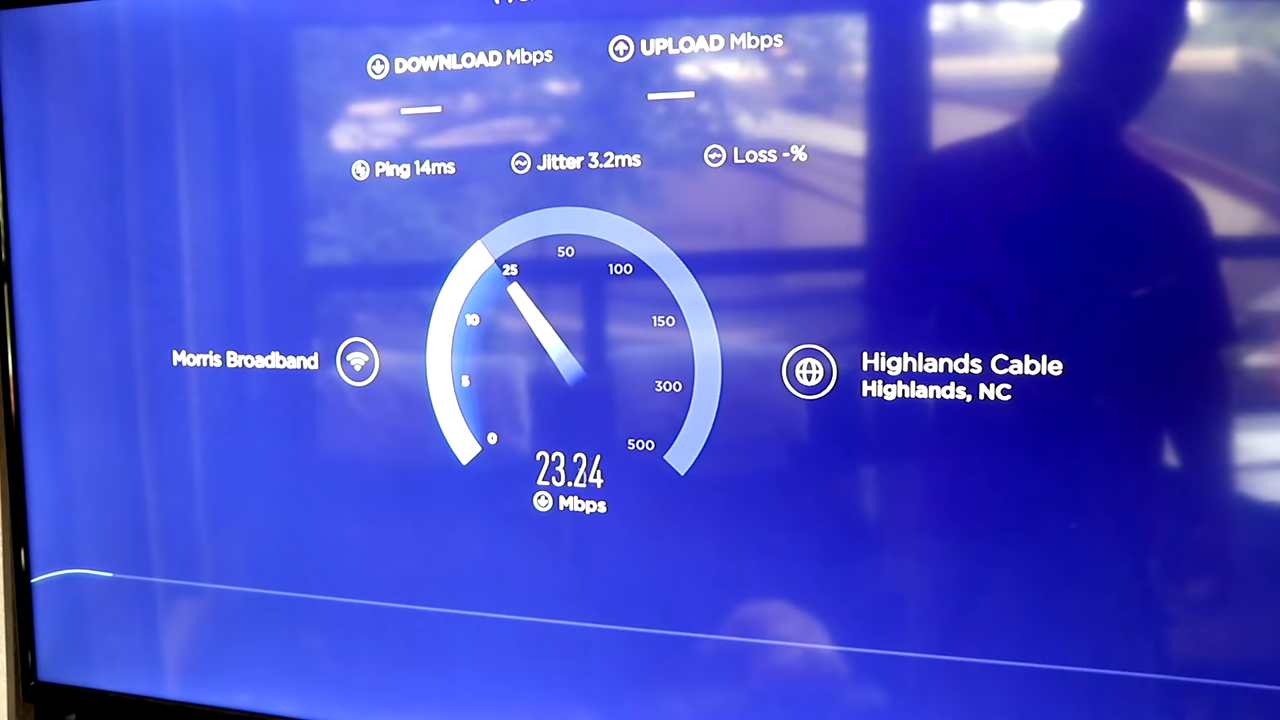 DOWNLOAD Mbps
UPLOAD Mbps
Ping 14ms
Jitter 3.2ms
Loss -%
50
25
100
10
150
5
300
0
500
23.24
Mbps
Morris Broadband
Highlands Cable
Highlands, NC